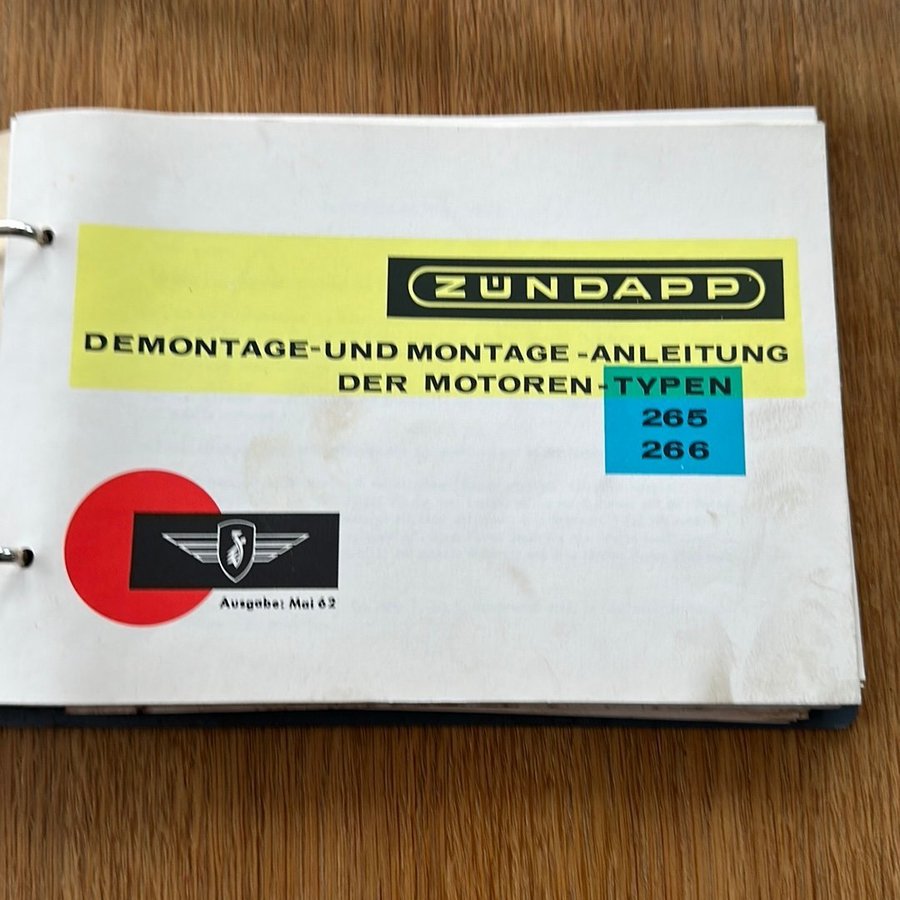 ZÜNDAPP
DEMONTAGE-UND MONTAGE-ANLEITUNG
DER MOTOREN-TYPEN
265
266
Ausgabe: Mai 62